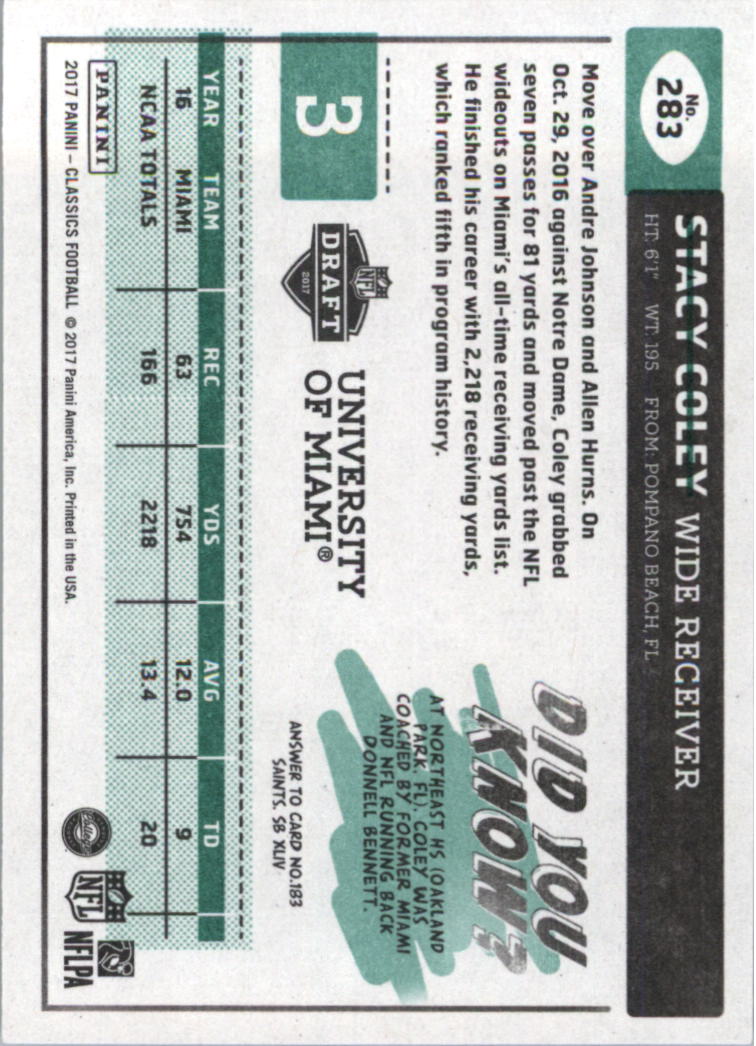 No.
283
STACY COLEY WIDE RECEIVER
HT: 6'1" WT: 195 FROM: POMPANO BEACH, FL
Move over Andre Johnson and Allen Hurns. On
Oct. 29, 2016 against Notre Dame, Coley grabbed
seven passes for 81 yards and moved past the NFL
wideouts on Miami's all-time receiving yards list.
He finished his career with 2,218 receiving yards,
which ranked fifth in program history.
DID YOU
KNOW?
AT NORTHEAST HS (OAKLAND
PARK, FL), COLEY WAS
COACHED BY FORMER MIAMI
AND NFL RUNNING BACK
DONNELL BENNETT.
ANSWER TO CARD NO.183
SAINTS, SB XLIV
3
NFL
DRAFT
2017
UNIVERSITY
OF MIAMI®
YEAR TEAM REC YDS AVG TD
16 MIAMI 63 754 12.0 9
NCAA TOTALS 166 2218 13.4 20
PANINI
2017 PANINI – CLASSICS FOOTBALL © 2017 Panini America, Inc. Printed in the USA.
NFL
NFLPA